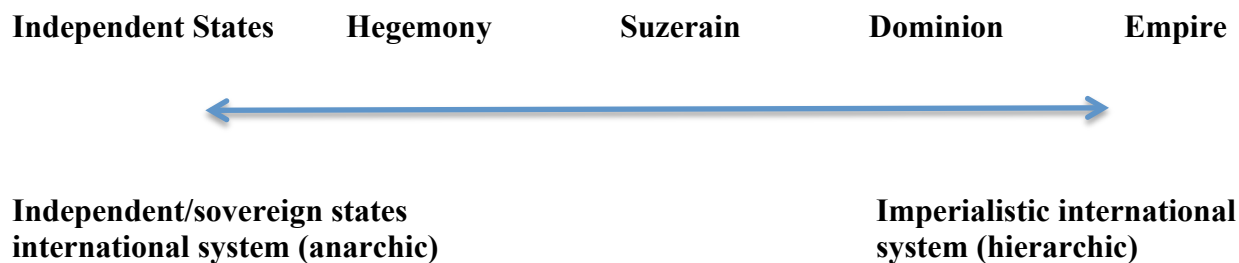 Independent States Hegemony Suzerain Dominion Empire
Independent/sovereign states
international system (anarchic)
Imperialistic international
system (hierarchic)